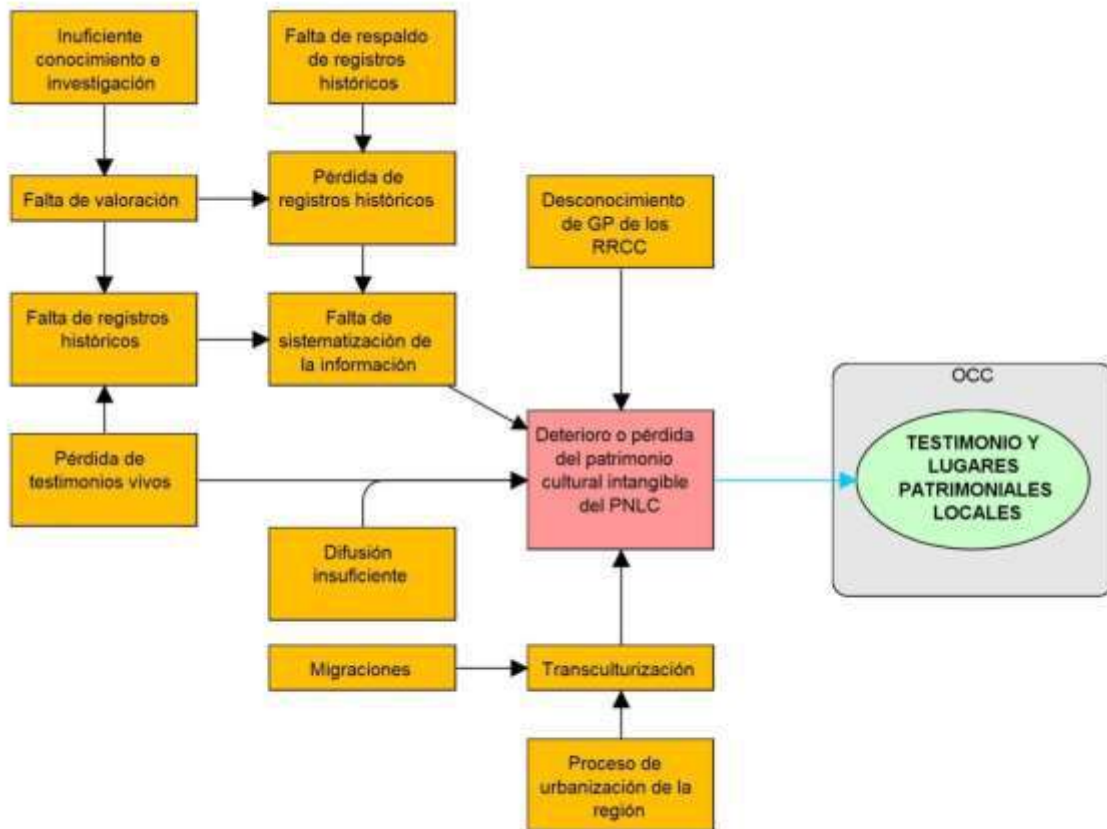 Inuficiente
conocimiento e
investigación
Falta de respaldo
de registros
históricos
Falta de valoración
Pérdida de
registros históricos
Desconocimiento
de GP de los
RRCC
Falta de registros
históricos
Falta de
sistematización de
la información
OCC
TESTIMONIO Y
LUGARES
PATRIMONIALES
LOCALES
Deterioro o pérdida
del patrimonio
cultural intangible
del PNLC
Pérdida de
testimonios vivos
Difusión
insuficiente
Migraciones
Transculturización
Proceso de
urbanización de la
región